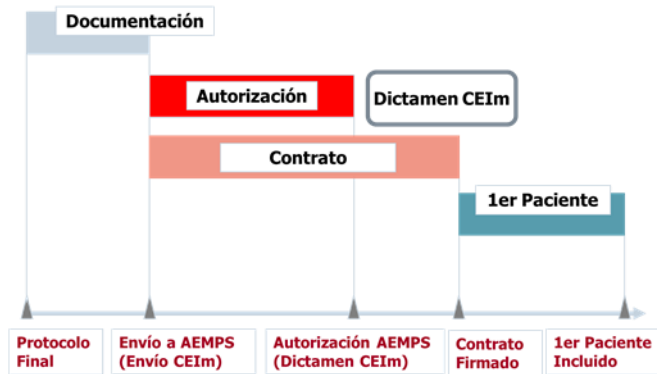 Documentación
Autorización
Dictamen CEIm
Contrato
1er Paciente
Protocolo
Final
Envío a AEMPS
(Envío CEIm)
Autorización AEMPS
(Dictamen CEIm)
Contrato
Firmado
1er Paciente
Incluido